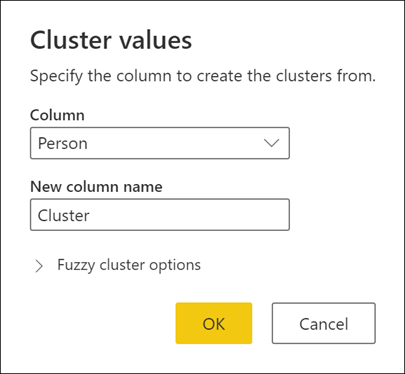 Cluster values
Specify the column to create the clusters from.
Column
Person
New column name
Cluster
Fuzzy cluster options
OK
Cancel